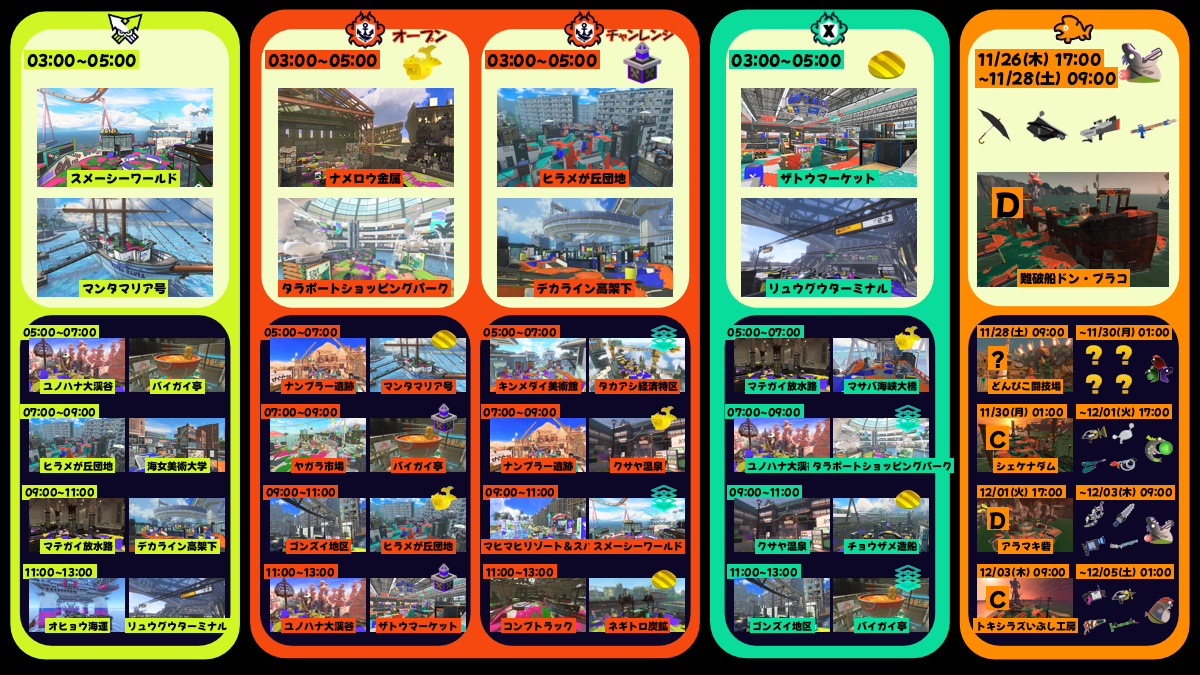 03:00~05:00
スメーシーワールド
マンタマリア号
05:00~07:00
ユノハナ大渓谷
バイガイ亭
07:00~09:00
ヒラメが丘団地
海女美術大学
09:00~11:00
マテガイ放水路
デカライン高架下
11:00~13:00
オヒョウ海運
リュウグウターミナル
オープン
03:00~05:00
ナメロウ金属
タラポートショッピングパーク
05:00~07:00
ナンプラー遺跡
マンタマリア号
07:00~09:00
ヤガラ市場
バイガイ亭
09:00~11:00
ゴンズイ地区
ヒラメが丘団地
11:00~13:00
ユノハナ大渓谷
ザトウマーケット
チャンレンジ
03:00~05:00
ヒラメが丘団地
デカライン高架下
05:00~07:00
キンメダイ美術館
タカアシ経済特区
07:00~09:00
ナンプラー遺跡
クサヤ温泉
09:00~11:00
マヒマヒリゾート&スパ
スメーシーワールド
11:00~13:00
コンブトラック
ネギトロ炭鉱
X
03:00~05:00
ザトウマーケット
リュウグウターミナル
05:00~07:00
マテガイ放水路
マサバ海峡大橋
07:00~09:00
ユノハナ大渓
タラポートショッピングパーク
09:00~11:00
クサヤ温泉
チョウザメ造船
11:00~13:00
ゴンズイ地区
バイガイ亭
11/26(木) 17:00
~11/28(土) 09:00
D
難破船ドン・ブラコ
11/28(土) 09:00
~11/30(月) 01:00
?
? ?
? ?
どんぴこ闘技場
11/30(月) 01:00
~12/01(火) 17:00
C
シェケナダム
12/01(火) 17:00
~12/03(木) 09:00
D
アラマキ砦
12/03(木) 09:00
~12/05(土) 01:00
C
トキシラズいぶし工房